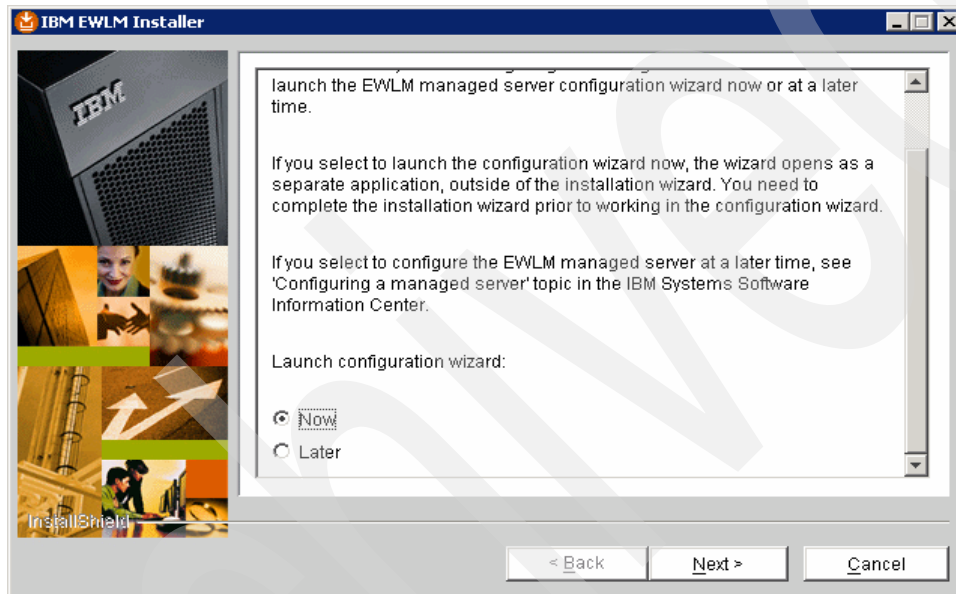 IBM EWLM Installer
IBM
launch the EWLM managed server configuration wizard now or at a later
time.
If you select to launch the configuration wizard now, the wizard opens as a
separate application, outside of the installation wizard. You need to
complete the installation wizard prior to working in the configuration wizard.
If you select to configure the EWLM managed server at a later time, see
'Configuring a managed server' topic in the IBM Systems Software
Information Center.
Launch configuration wizard:
Now
Later
InstallShield
< Back
Next >
Cancel